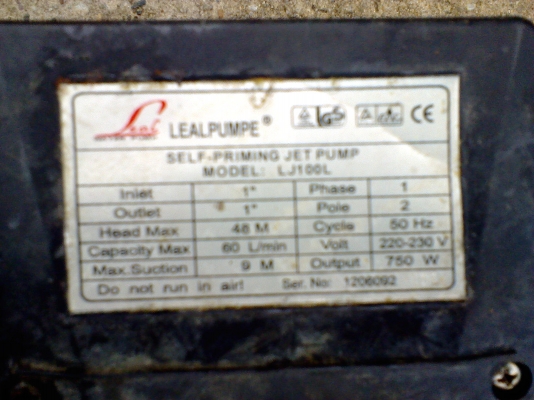 Leal LEALPUMPE® GS CE
SELF-PRIMING JET PUMP
MODEL: LJ100L
Inlet 1" Phase 1
Outlet 1" Pole 2
Head Max 48 M Cycle 50 Hz
Capacity Max 60 L/min Volt 220-230 V
Max.Suction 9 M Output 750 W
Do not run in air! Ser. No: 1206092